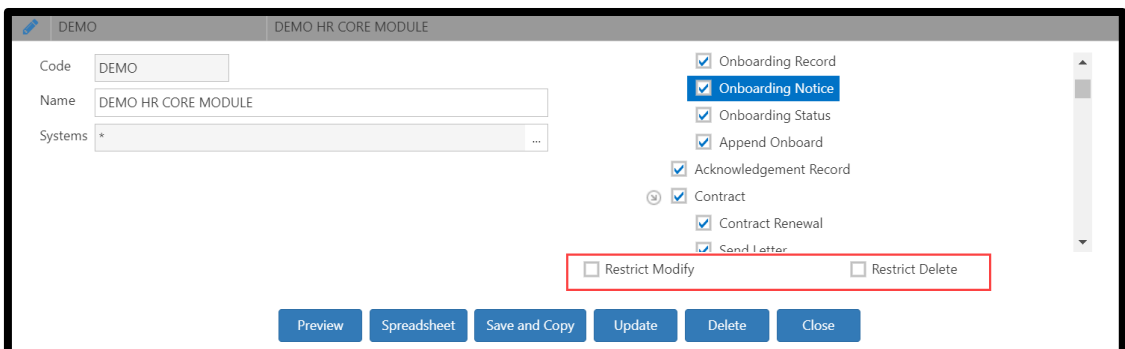 DEMO DEMO HR CORE MODULE
Code DEMO
Name DEMO HR CORE MODULE
Systems * ...
Onboarding Record
Onboarding Notice
Onboarding Status
Append Onboard
Acknowledgement Record
Contract
Contract Renewal
Send Letter
Restrict Modify Restrict Delete
Preview Spreadsheet Save and Copy Update Delete Close